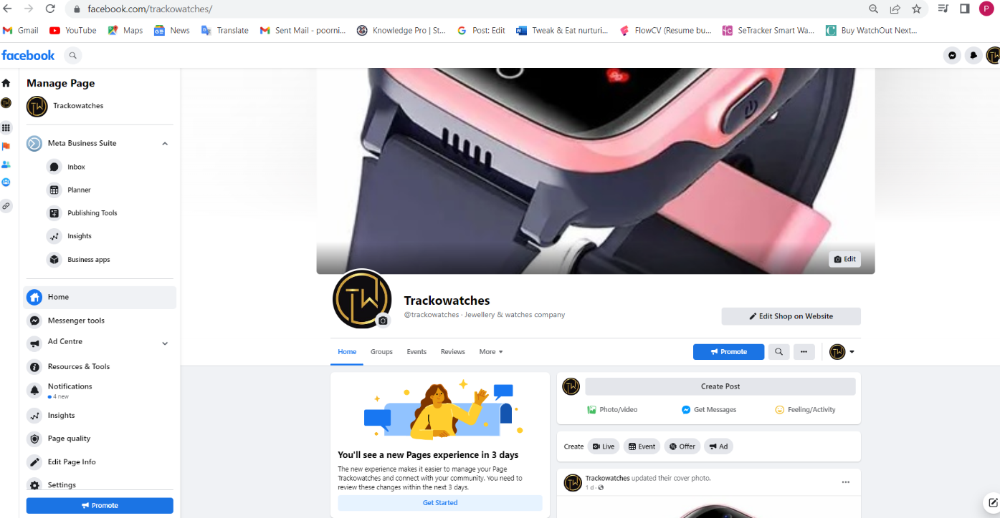 facebook.com/trackowatches/
P
Gmail
YouTube
Maps
News
Translate
Sent Mail - poorni...
Knowledge Pro | St...
Post: Edit
Tweak & Eat nurturi...
FlowCV (Resume bu...
SeTracker Smart Wa...
Buy WatchOut Next...
facebook
Manage Page
TW
Trackowatches
Meta Business Suite
Inbox
Planner
Publishing Tools
Insights
Business apps
Home
Messenger tools
Ad Centre
Resources & Tools
Notifications
4 new
Insights
Page quality
Edit Page Info
Settings
Promote
Edit
TW
Trackowatches
@trackowatches · Jewellery & watches company
Edit Shop on Website
Home
Groups
Events
Reviews
More
Promote
TW
You'll see a new Pages experience in 3 days
The new experience makes it easier to manage your Page
Trackowatches and connect with your community. You need to
review these changes within the next 3 days.
Get Started
TW
Create Post
Photo/video
Get Messages
Feeling/Activity
Create
Live
Event
Offer
Ad
TW
Trackowatches updated their cover photo.
1 d ·